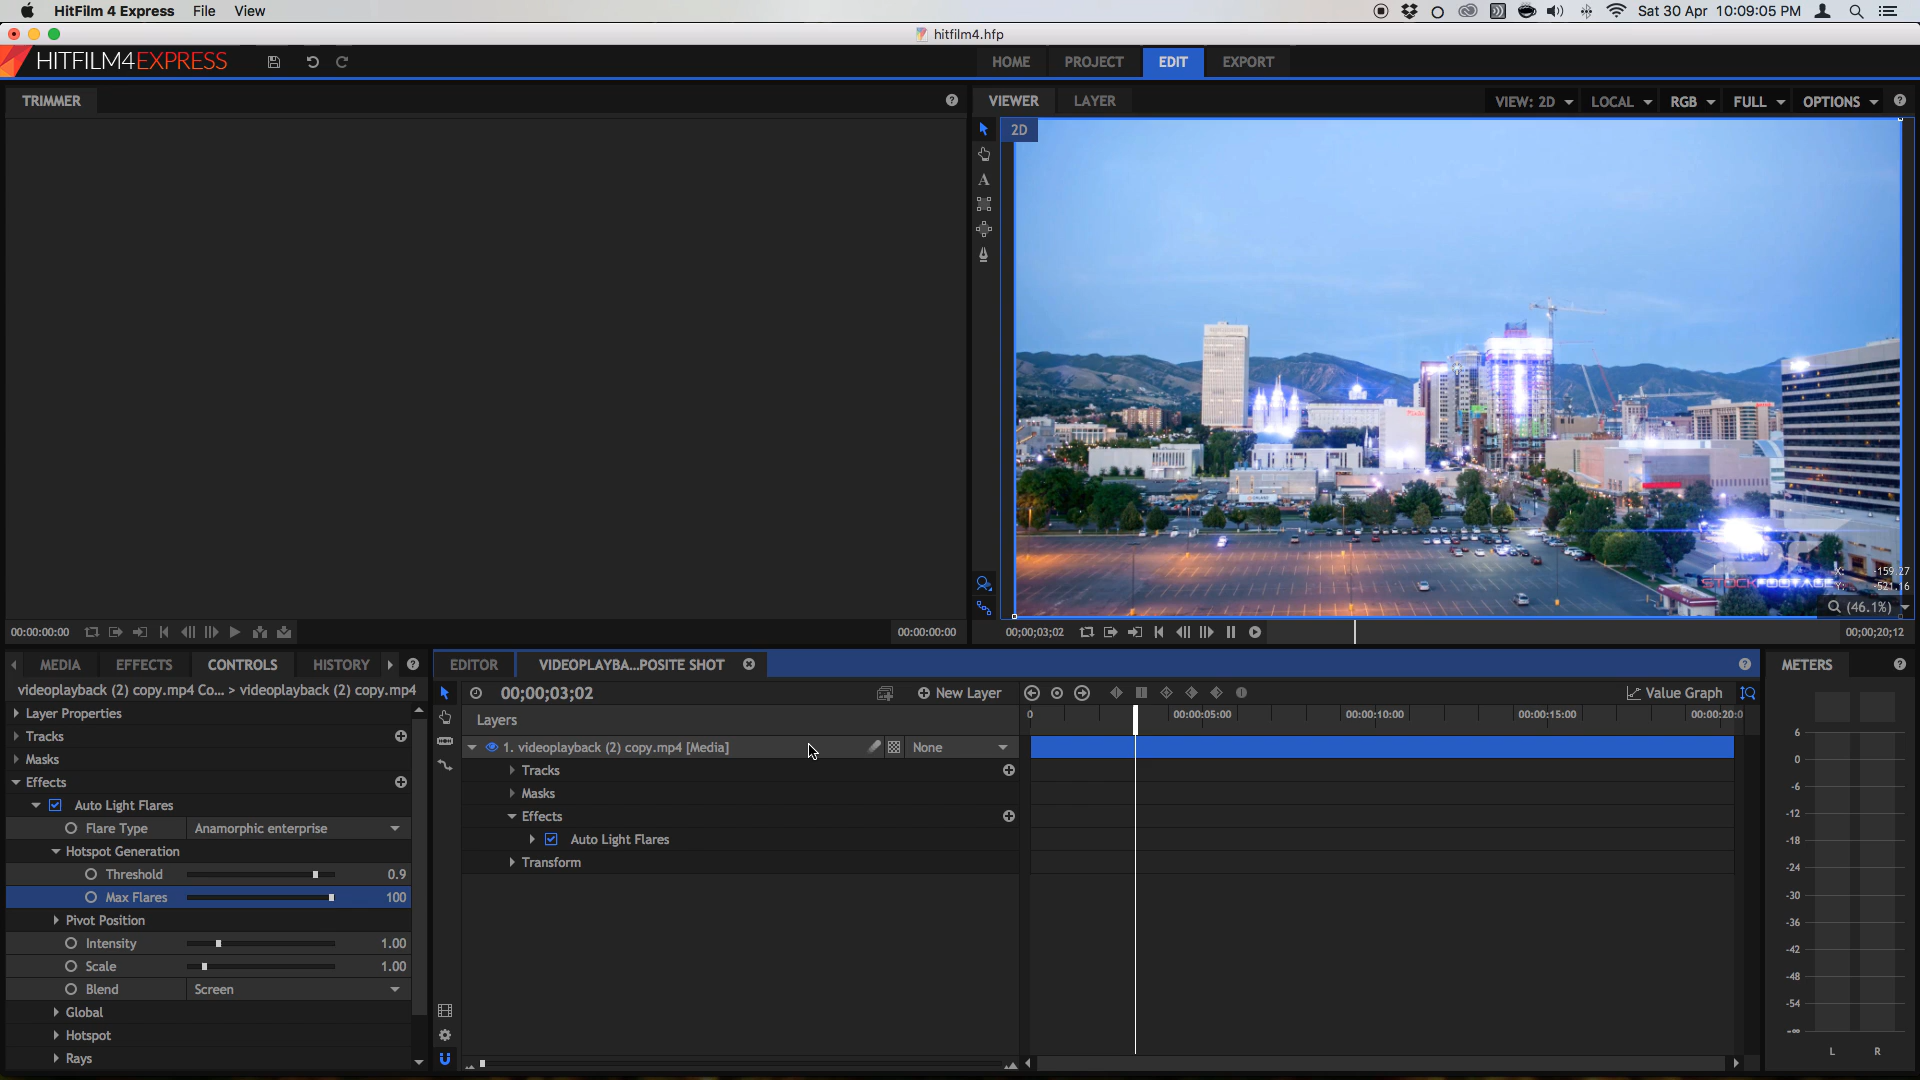 HitFilm 4 Express File View
Sat 30 Apr 10:09:05 PM
hitfilm4.hfp
HITFILM4EXPRESS
HOME PROJECT EDIT EXPORT
TRIMMER
VIEWER LAYER
VIEW: 2D LOCAL RGB FULL OPTIONS
2D
STOCKFOOTAGE
X: -159.27
Y: -521.16
(46.1%)
00:00:00:00
00:00:00:00
00;00;03;02
00;00;20;12
MEDIA EFFECTS CONTROLS HISTORY
EDITOR VIDEOPLAYBA...POSITE SHOT
METERS
videoplayback (2) copy.mp4 Co... > videoplayback (2) copy.mp4
00;00;03;02
New Layer
Value Graph
Layer Properties
Layers
0 00:00:05:00 00:00:10:00 00:00:15:00 00:00:20:0
Tracks
1. videoplayback (2) copy.mp4 [Media] None
Masks
Tracks
Effects
Masks
Auto Light Flares
Effects
Flare Type Anamorphic enterprise
Auto Light Flares
Hotspot Generation
Transform
Threshold 0.9
Max Flares 100
Pivot Position
Intensity 1.00
Scale 1.00
Blend Screen
Global
Hotspot
Rays
6
0
-6
-12
-18
-24
-30
-36
-42
-48
-54
-∞
L R